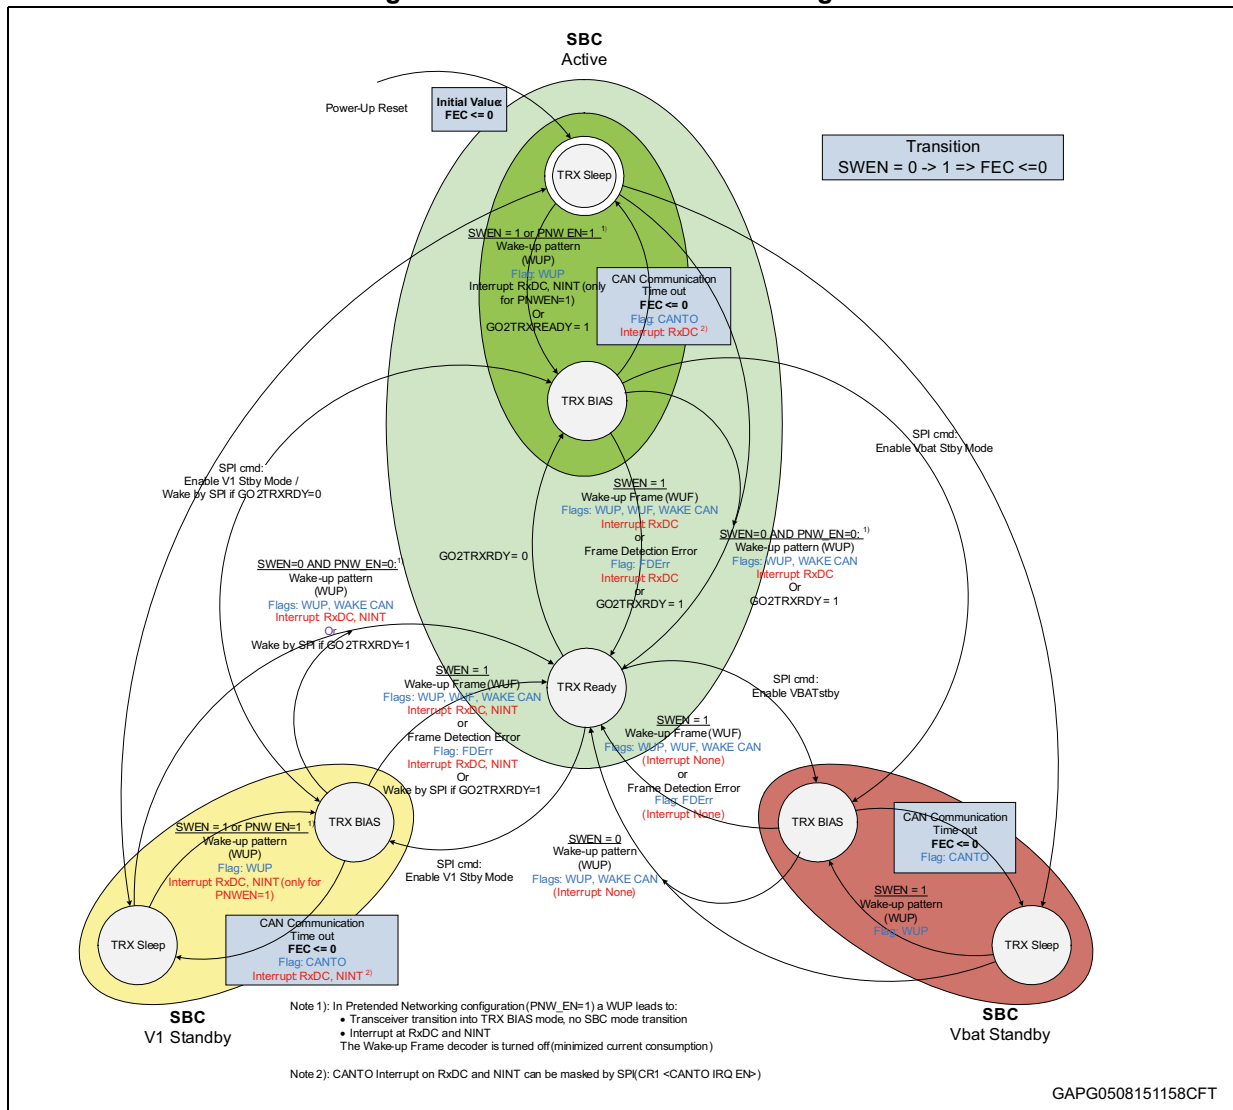 SBC
Active
Power-Up Reset
Initial Value:
FEC <= 0
Transition
SWEN = 0 -> 1 => FEC <=0
TRX Sleep
SWEN = 1 or PNW EN=1 1)
Wake-up pattern
(WUP)
Flag: WUP
Interrupt: RxDC, NINT (only
for PNWEN=1)
Or
GO2TRXREADY = 1
CAN Communication
Time out
FEC <= 0
Flag: CANTO
Interrupt: RxDC 2)
TRX BIAS
SPI cmd:
Enable Vbat Stby Mode
SPI cmd:
Enable V1 Stby Mode /
Wake by SPI if GO2TRXRDY=0
SWEN = 1
Wake-up Frame (WUF)
Flags: WUP, WUF, WAKE CAN
Interrupt: RxDC
or
Frame Detection Error
Flag: FDErr
Interrupt: RxDC
or
GO2TRXRDY = 1
SWEN=0 AND PNW_EN=0: 1)
Wake-up pattern (WUP)
Flags: WUP, WAKE CAN
Interrupt: RxDC
Or
GO2TRXRDY = 1
GO2TRXRDY = 0
SWEN=0 AND PNW_EN=0: 1)
Wake-up pattern
(WUP)
Flags: WUP, WAKE CAN
Interrupt: RxDC, NINT
Or
Wake by SPI if GO2TRXRDY=1
SWEN = 1
Wake-up Frame (WUF)
Flags: WUP, WUF, WAKE CAN
Interrupt: RxDC, NINT
or
Frame Detection Error
Flag: FDErr
Interrupt: RxDC, NINT
Or
Wake by SPI if GO2TRXRDY=1
TRX Ready
SPI cmd:
Enable VBATstby
SWEN = 1
Wake-up Frame (WUF)
Flags: WUP, WUF, WAKE CAN
(Interrupt: None)
or
Frame Detection Error
Flag: FDErr
(Interrupt: None)
TRX BIAS
SWEN = 1 or PNW EN=1 1)
Wake-up pattern
(WUP)
Flag: WUP
Interrupt: RxDC, NINT (only for
PNWEN=1)
SPI cmd:
Enable V1 Stby Mode
SWEN = 0
Wake-up pattern
(WUP)
Flags: WUP, WAKE CAN
(Interrupt: None)
TRX BIAS
CAN Communication
Time out
FEC <= 0
Flag: CANTO
SWEN = 1
Wake-up pattern
(WUP)
Flag: WUP
TRX Sleep
CAN Communication
Time out
FEC <= 0
Flag: CANTO
Interrupt: RxDC, NINT 2)
TRX Sleep
SBC
V1 Standby
SBC
Vbat Standby
Note 1): In Pretended Networking configuration (PNW_EN=1) a WUP leads to:
• Transceiver transition into TRX BIAS mode, no SBC mode transition
• Interrupt at RxDC and NINT
The Wake-up Frame decoder is turned off (minimized current consumption)
Note 2): CANTO Interrupt on RxDC and NINT can be masked by SPI(CR1 <CANTO IRQ EN>)
GAPG0508151158CFT